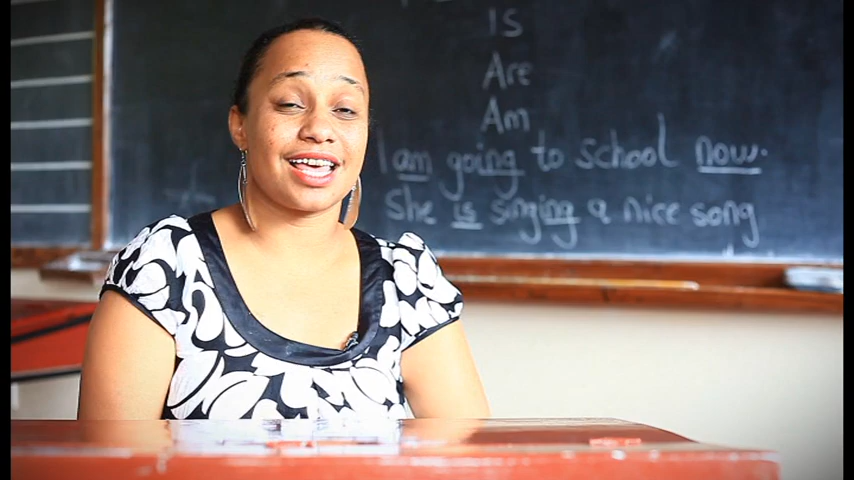 Is
Are
Am
I am going to school now.
She is singing a nice song